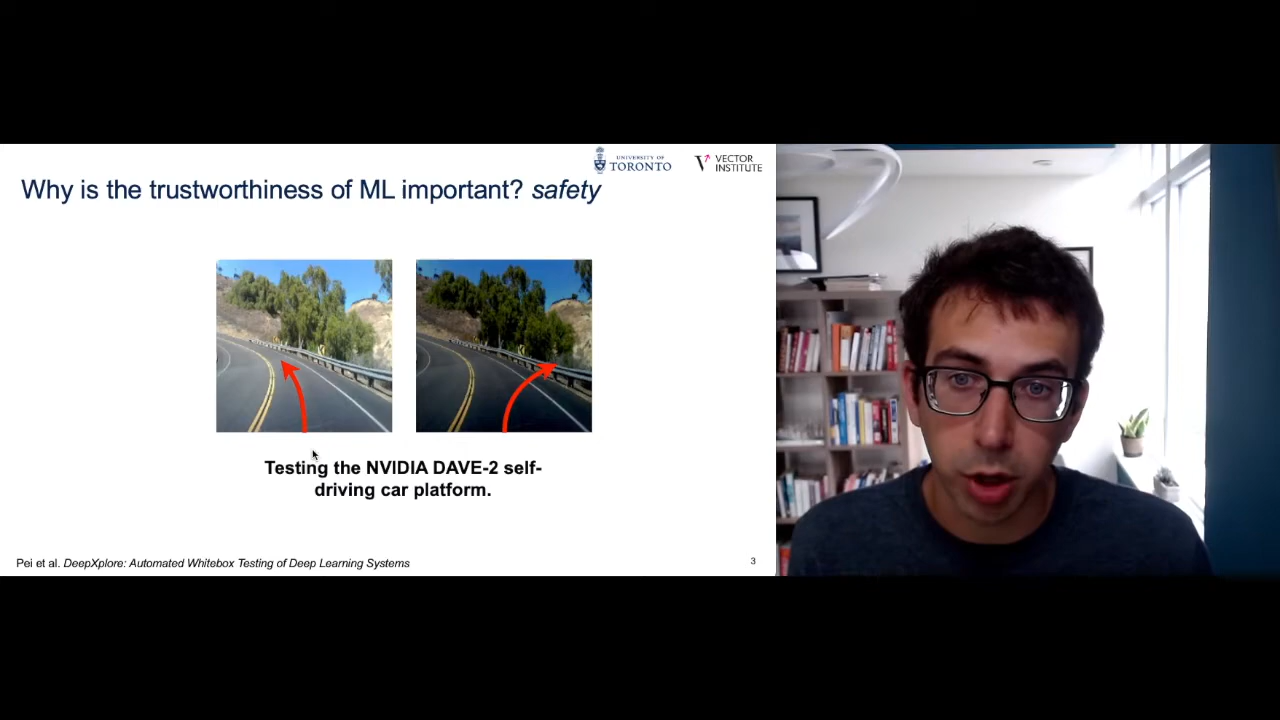 UNIVERSITY OF
TORONTO
VECTOR
INSTITUTE
Why is the trustworthiness of ML important? safety
Testing the NVIDIA DAVE-2 self-
driving car platform.
Pei et al. DeepXplore: Automated Whitebox Testing of Deep Learning Systems
3